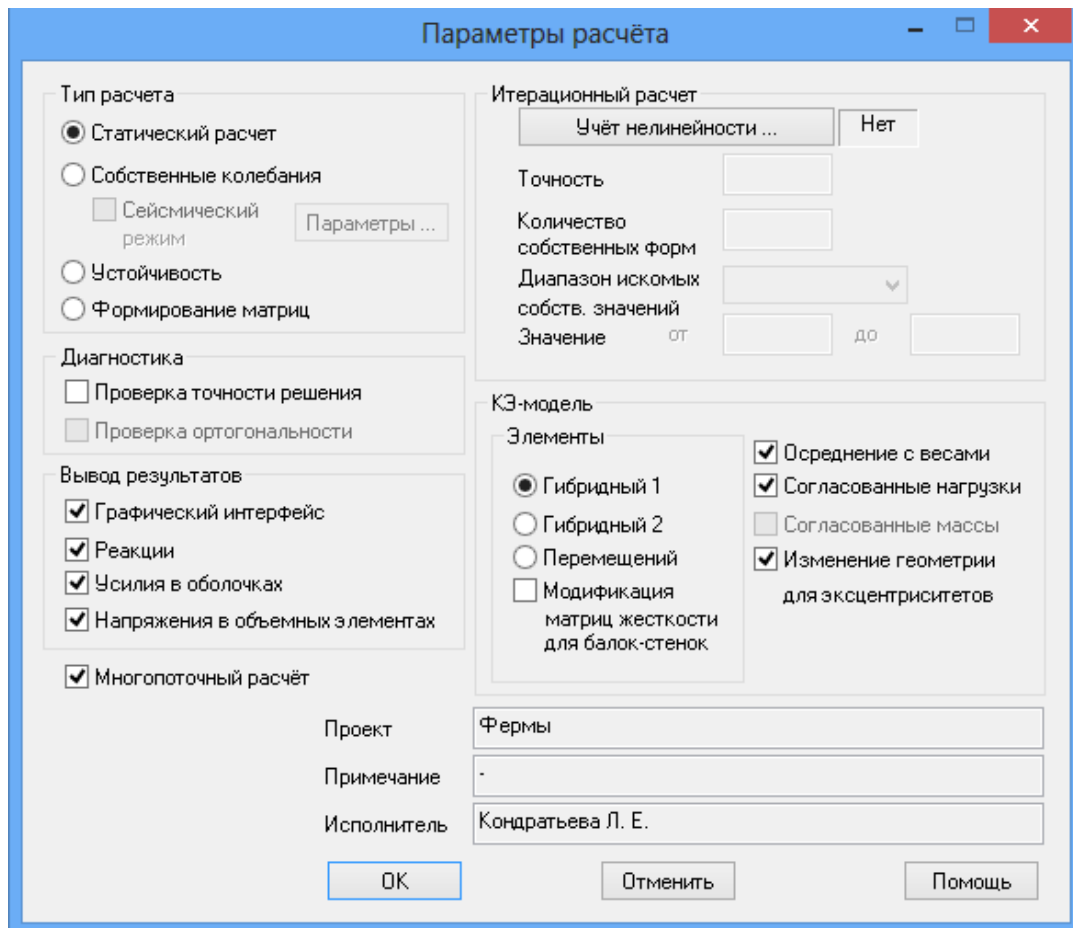 Параметры расчёта
Тип расчета
Статический расчет
Собственные колебания
Сейсмический
режим
Параметры ...
Устойчивость
Формирование матриц
Диагностика
Проверка точности решения
Проверка ортогональности
Вывод результатов
Графический интерфейс
Реакции
Усилия в оболочках
Напряжения в объемных элементах
Многопоточный расчёт
Итерационный расчет
Учёт нелинейности ...
Нет
Точность
Количество
собственных форм
Диапазон искомых
собств. значений
Значение от до
КЭ-модель
Элементы
Гибридный 1
Гибридный 2
Перемещений
Модификация
матриц жесткости
для балок-стенок
Осреднение с весами
Согласованные нагрузки
Согласованные массы
Изменение геометрии
для эксцентриситетов
Проект Фермы
Примечание -
Исполнитель Кондратьева Л. Е.
OK Отменить Помощь